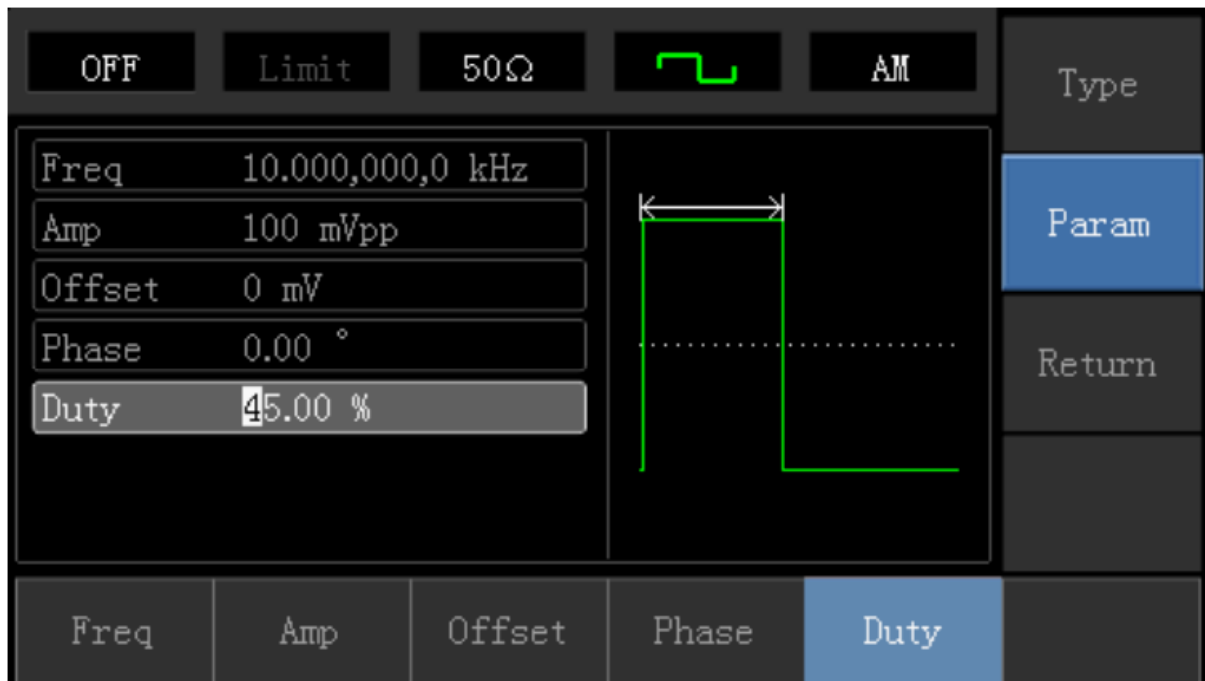 OFF Limit 50Ω AM
Type
Freq 10.000,000,0 kHz
Amp 100 mVpp
Param
Offset 0 mV
Phase 0.00 °
Return
Duty 45.00 %
Freq Amp Offset Phase Duty